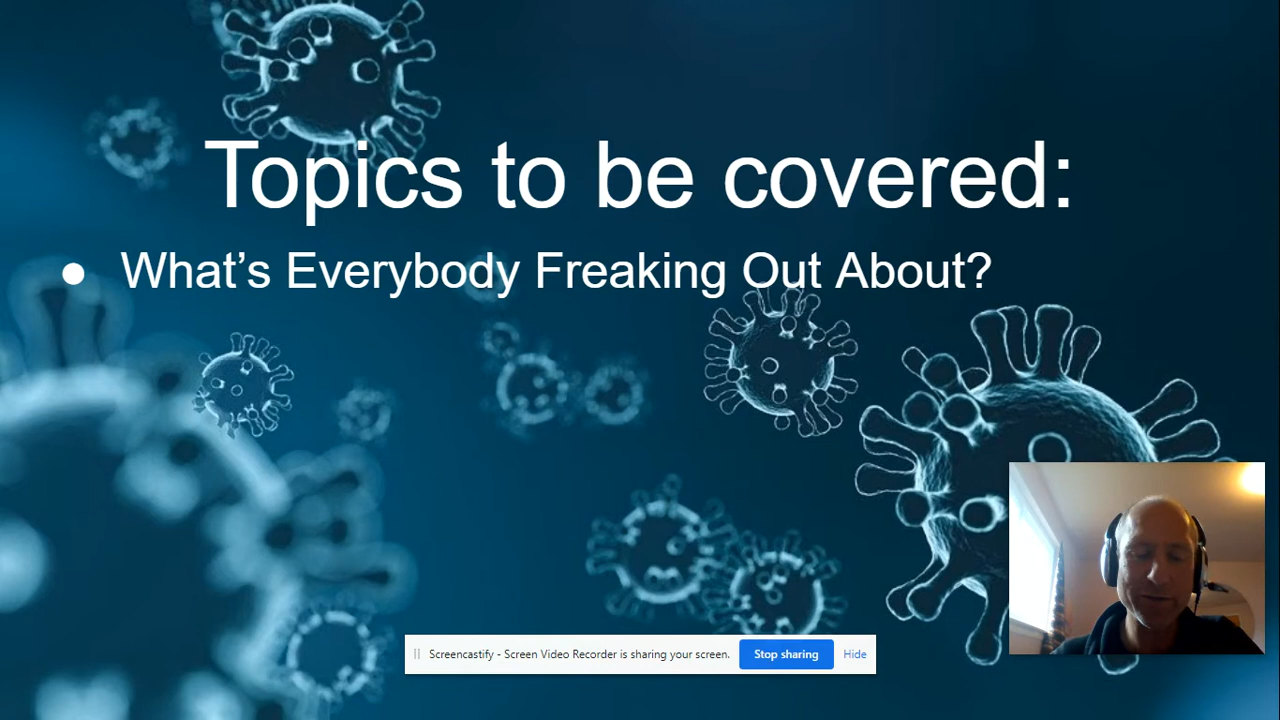 Topics to be covered:
● What’s Everybody Freaking Out About?
Screencastify - Screen Video Recorder is sharing your screen. Stop sharing Hide